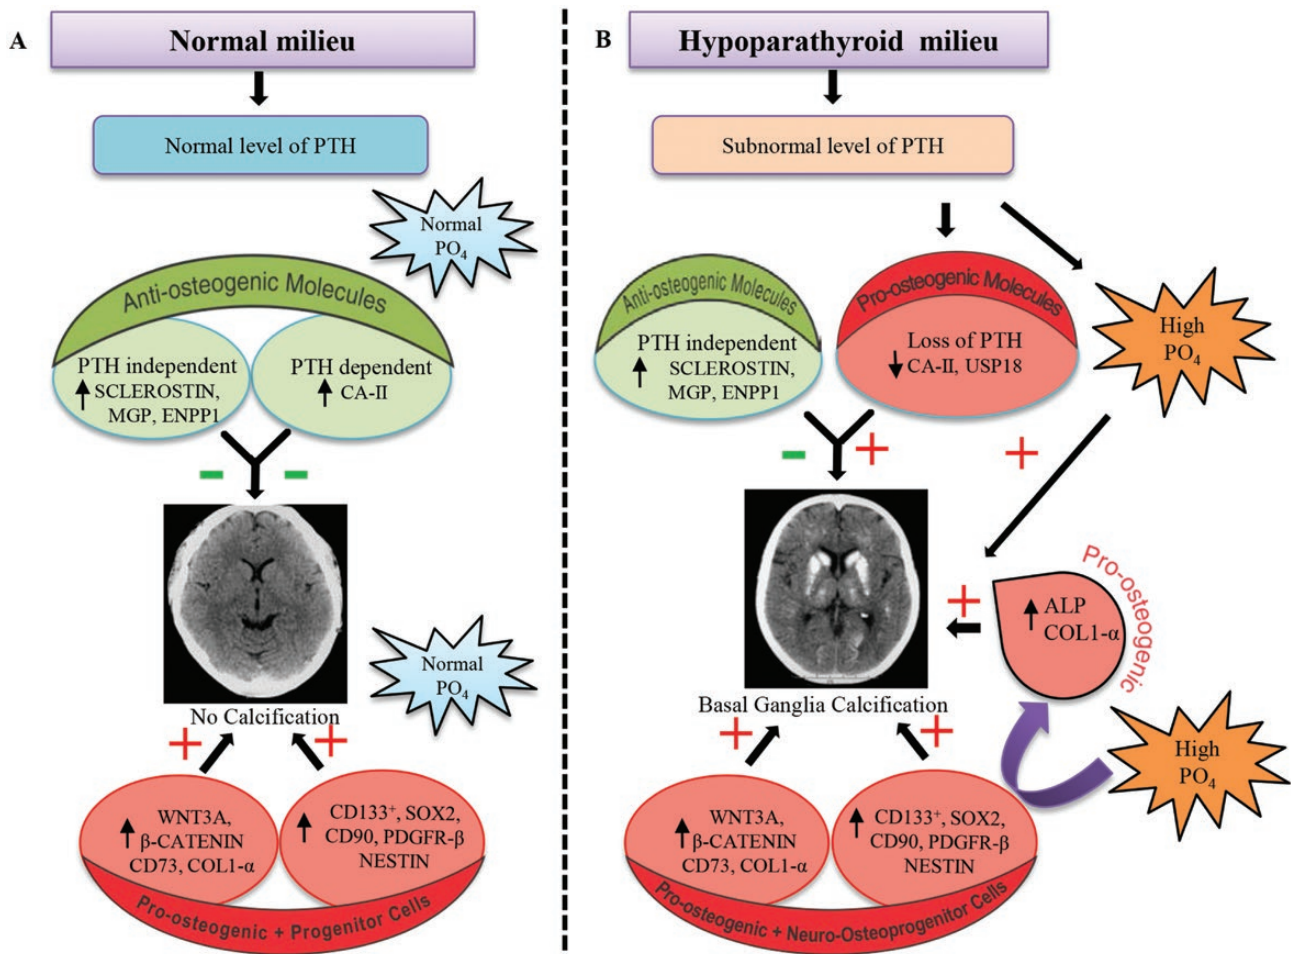 A
Normal milieu
Normal level of PTH
Normal
PO4
Anti-osteogenic Molecules
PTH independent
↑ SCLEROSTIN,
MGP, ENPP1
PTH dependent
↑ CA-II
- -
No Calcification
Normal
PO4
+ +
↑ WNT3A,
β-CATENIN
CD73, COL1-α
↑ CD133⁺, SOX2,
CD90, PDGFR-β
NESTIN
Pro-osteogenic + Progenitor Cells
B
Hypoparathyroid milieu
Subnormal level of PTH
Anti-osteogenic Molecules
PTH independent
↑ SCLEROSTIN,
MGP, ENPP1
Pro-osteogenic Molecules
Loss of PTH
↓ CA-II, USP18
High
PO4
- + +
Basal Ganglia Calcification
+
↑ ALP
COL1-α
Pro-osteogenic
High
PO4
+ +
↑ WNT3A,
β-CATENIN
CD73, COL1-α
↑ CD133⁺, SOX2,
CD90, PDGFR-β
NESTIN
Pro-osteogenic + Neuro-Osteoprogenitor Cells